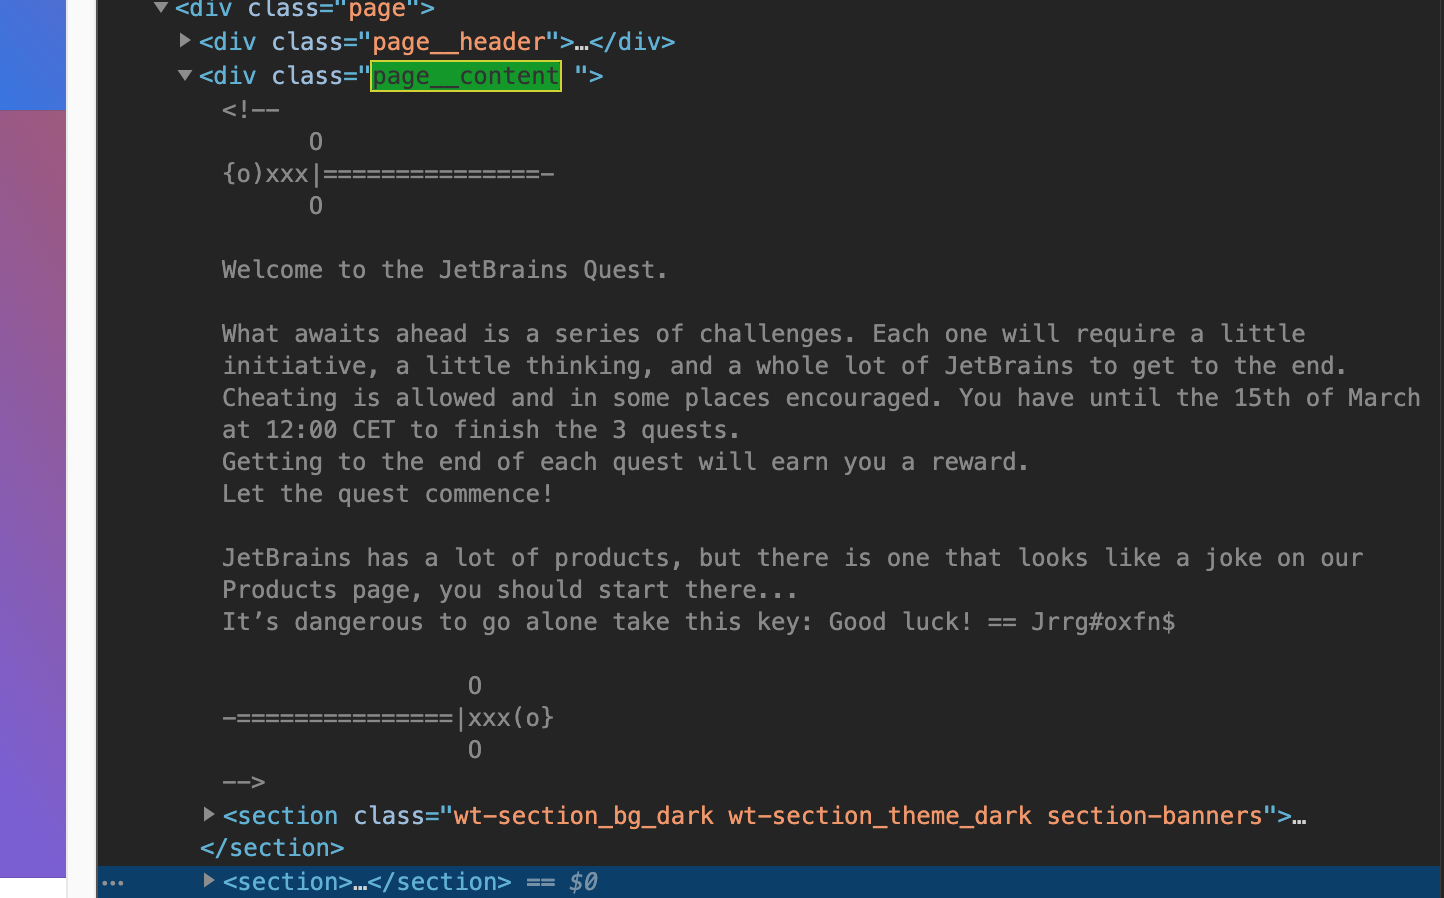 ▼<div class="page">
▶<div class="page__header">…</div>
▼<div class="page__content ">
<!--
O
{o)xxx|===============-
O
Welcome to the JetBrains Quest.
What awaits ahead is a series of challenges. Each one will require a little
initiative, a little thinking, and a whole lot of JetBrains to get to the end.
Cheating is allowed and in some places encouraged. You have until the 15th of March
at 12:00 CET to finish the 3 quests.
Getting to the end of each quest will earn you a reward.
Let the quest commence!
JetBrains has a lot of products, but there is one that looks like a joke on our
Products page, you should start there...
It’s dangerous to go alone take this key: Good luck! == Jrrg#oxfn$
O
-===============|xxx(o}
O
-->
▶<section class="wt-section_bg_dark wt-section_theme_dark section-banners">…
</section>
… ▶<section>…</section> == $0